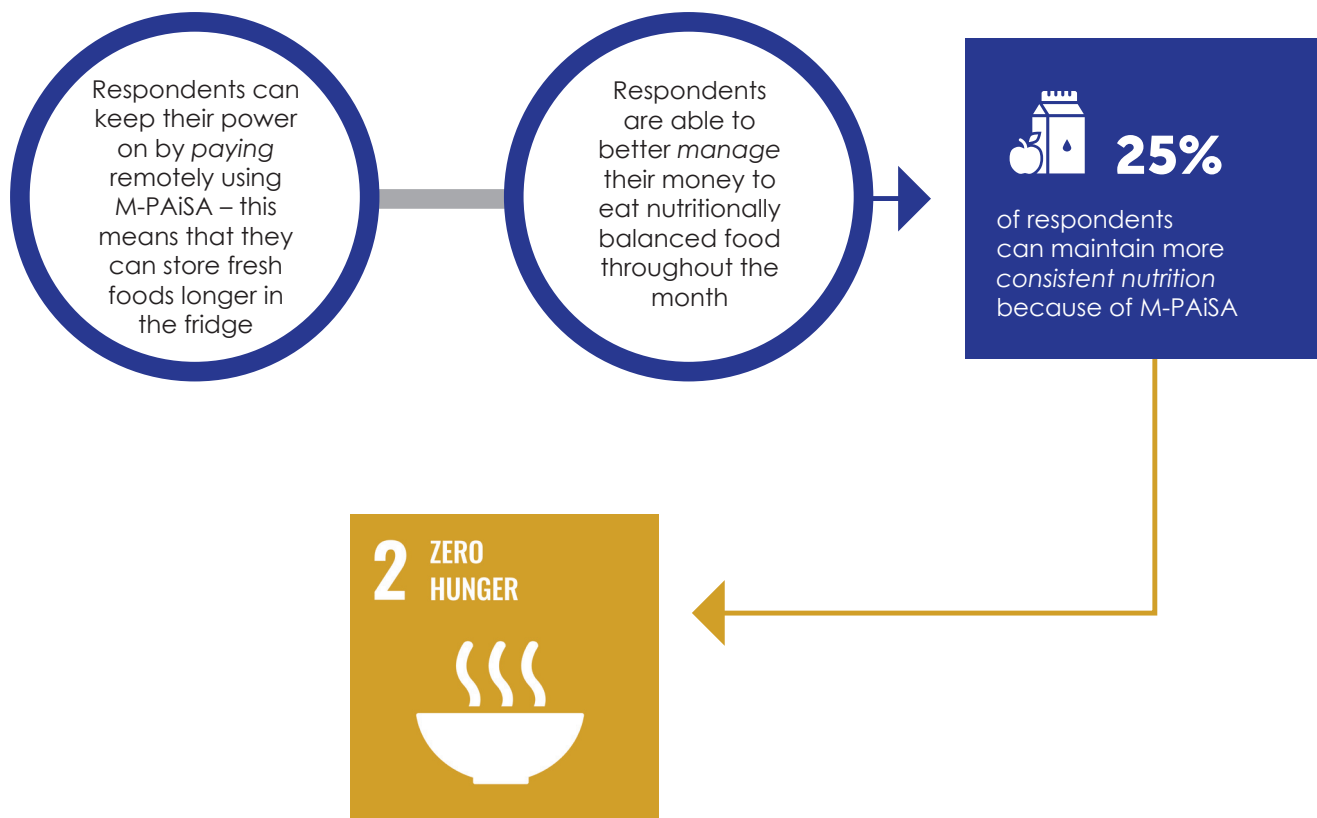 Respondents can
keep their power
on by paying
remotely using
M-PAiSA – this
means that they
can store fresh
foods longer in
the fridge
Respondents
are able to
better manage
their money to
eat nutritionally
balanced food
throughout the
month
25%
of respondents
can maintain more
consistent nutrition
because of M-PAiSA
2 ZERO
HUNGER